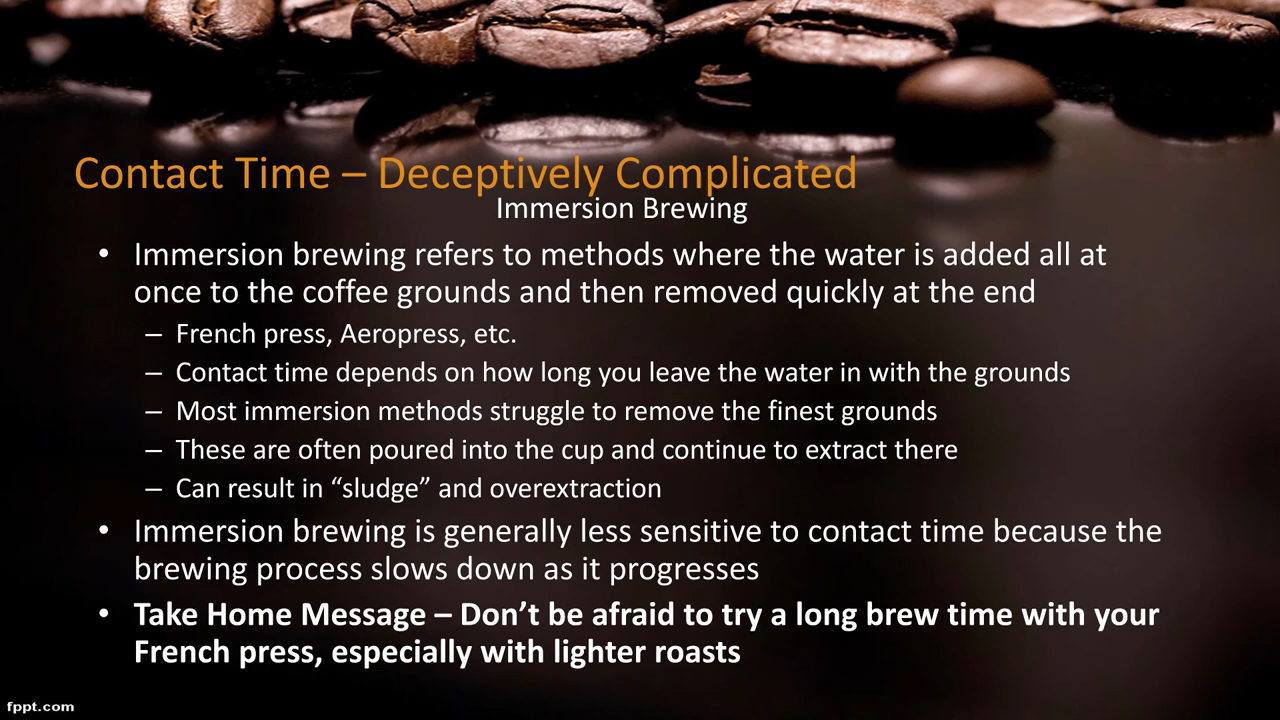 Contact Time – Deceptively Complicated
Immersion Brewing
• Immersion brewing refers to methods where the water is added all at
once to the coffee grounds and then removed quickly at the end
– French press, Aeropress, etc.
– Contact time depends on how long you leave the water in with the grounds
– Most immersion methods struggle to remove the finest grounds
– These are often poured into the cup and continue to extract there
– Can result in “sludge” and overextraction
• Immersion brewing is generally less sensitive to contact time because the
brewing process slows down as it progresses
• Take Home Message – Don’t be afraid to try a long brew time with your
French press, especially with lighter roasts
fppt.com